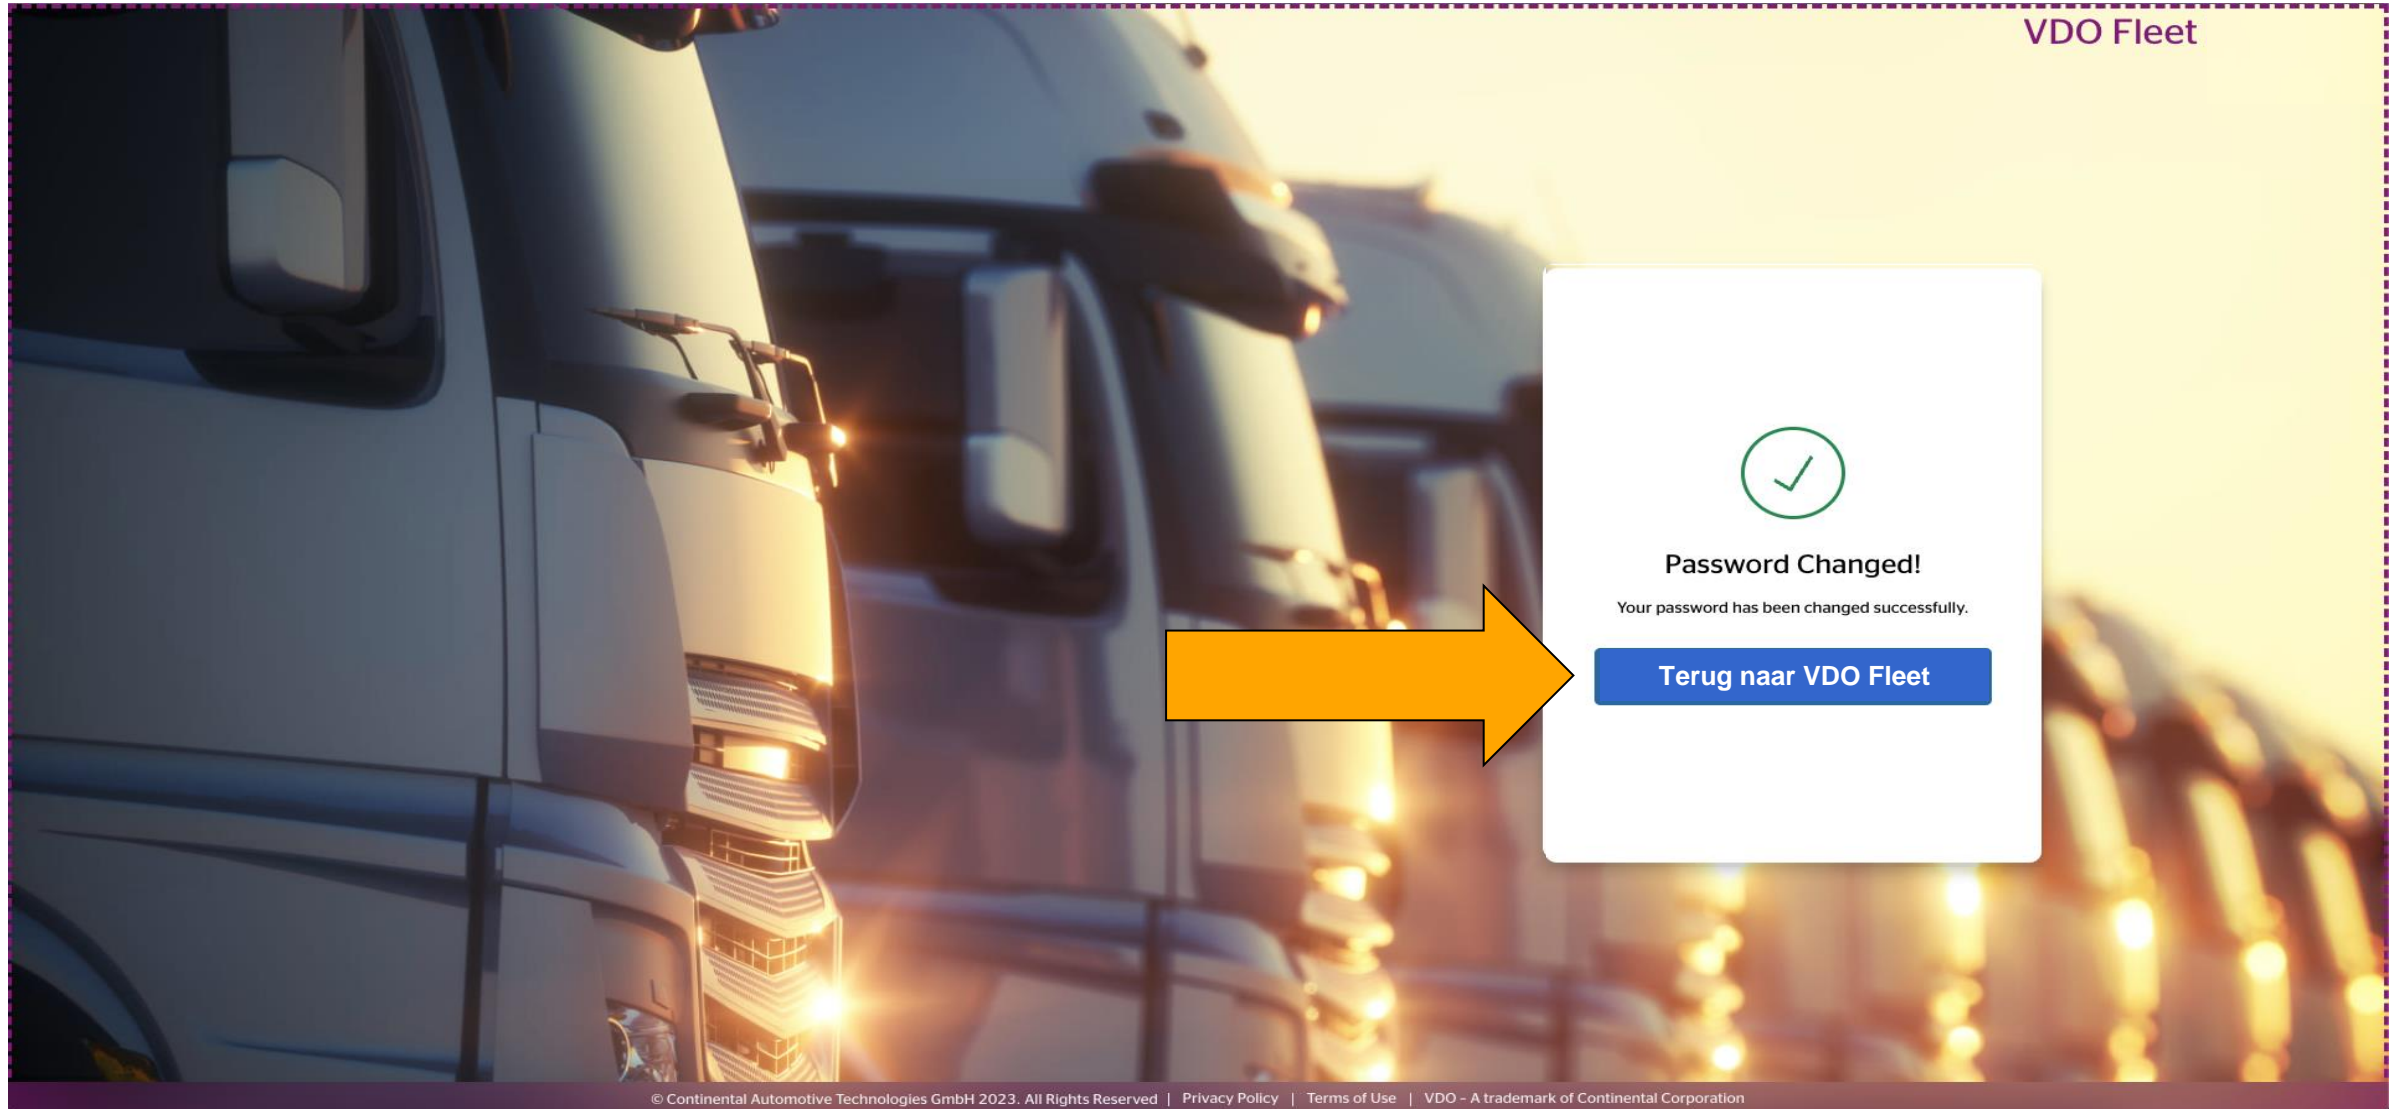 VDO Fleet
Password Changed!
Your password has been changed successfully.
Terug naar VDO Fleet
© Continental Automotive Technologies GmbH 2023. All Rights Reserved | Privacy Policy | Terms of Use | VDO - A trademark of Continental Corporation